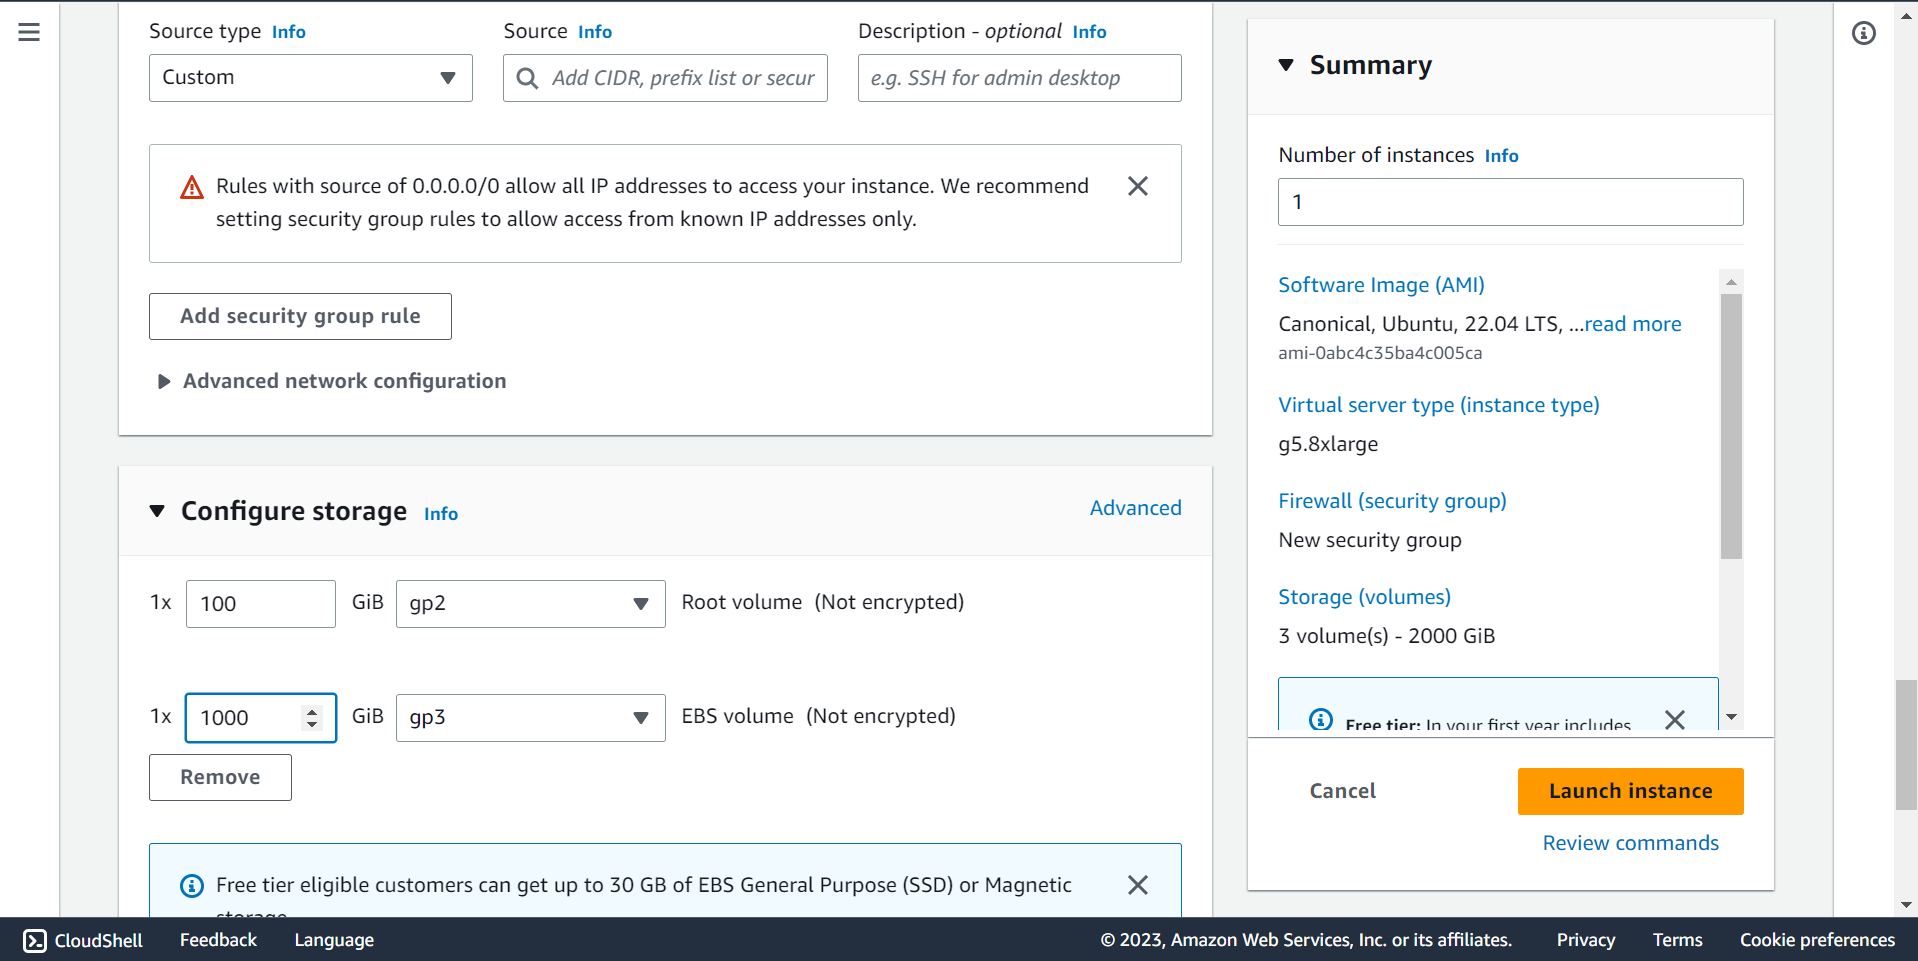 Source type Info
Source Info
Description - optional Info
Custom
Add CIDR, prefix list or secur
e.g. SSH for admin desktop
Rules with source of 0.0.0.0/0 allow all IP addresses to access your instance. We recommend
setting security group rules to allow access from known IP addresses only.
Add security group rule
Advanced network configuration
Configure storage Info
Advanced
1x 100 GiB gp2 Root volume (Not encrypted)
1x 1000 GiB gp3 EBS volume (Not encrypted)
Remove
Free tier eligible customers can get up to 30 GB of EBS General Purpose (SSD) or Magnetic
storage
Summary
Number of instances Info
1
Software Image (AMI)
Canonical, Ubuntu, 22.04 LTS, ...read more
ami-0abc4c35ba4c005ca
Virtual server type (instance type)
g5.8xlarge
Firewall (security group)
New security group
Storage (volumes)
3 volume(s) - 2000 GiB
Free tier: In your first year includes
Cancel
Launch instance
Review commands
CloudShell Feedback Language
© 2023, Amazon Web Services, Inc. or its affiliates. Privacy Terms Cookie preferences